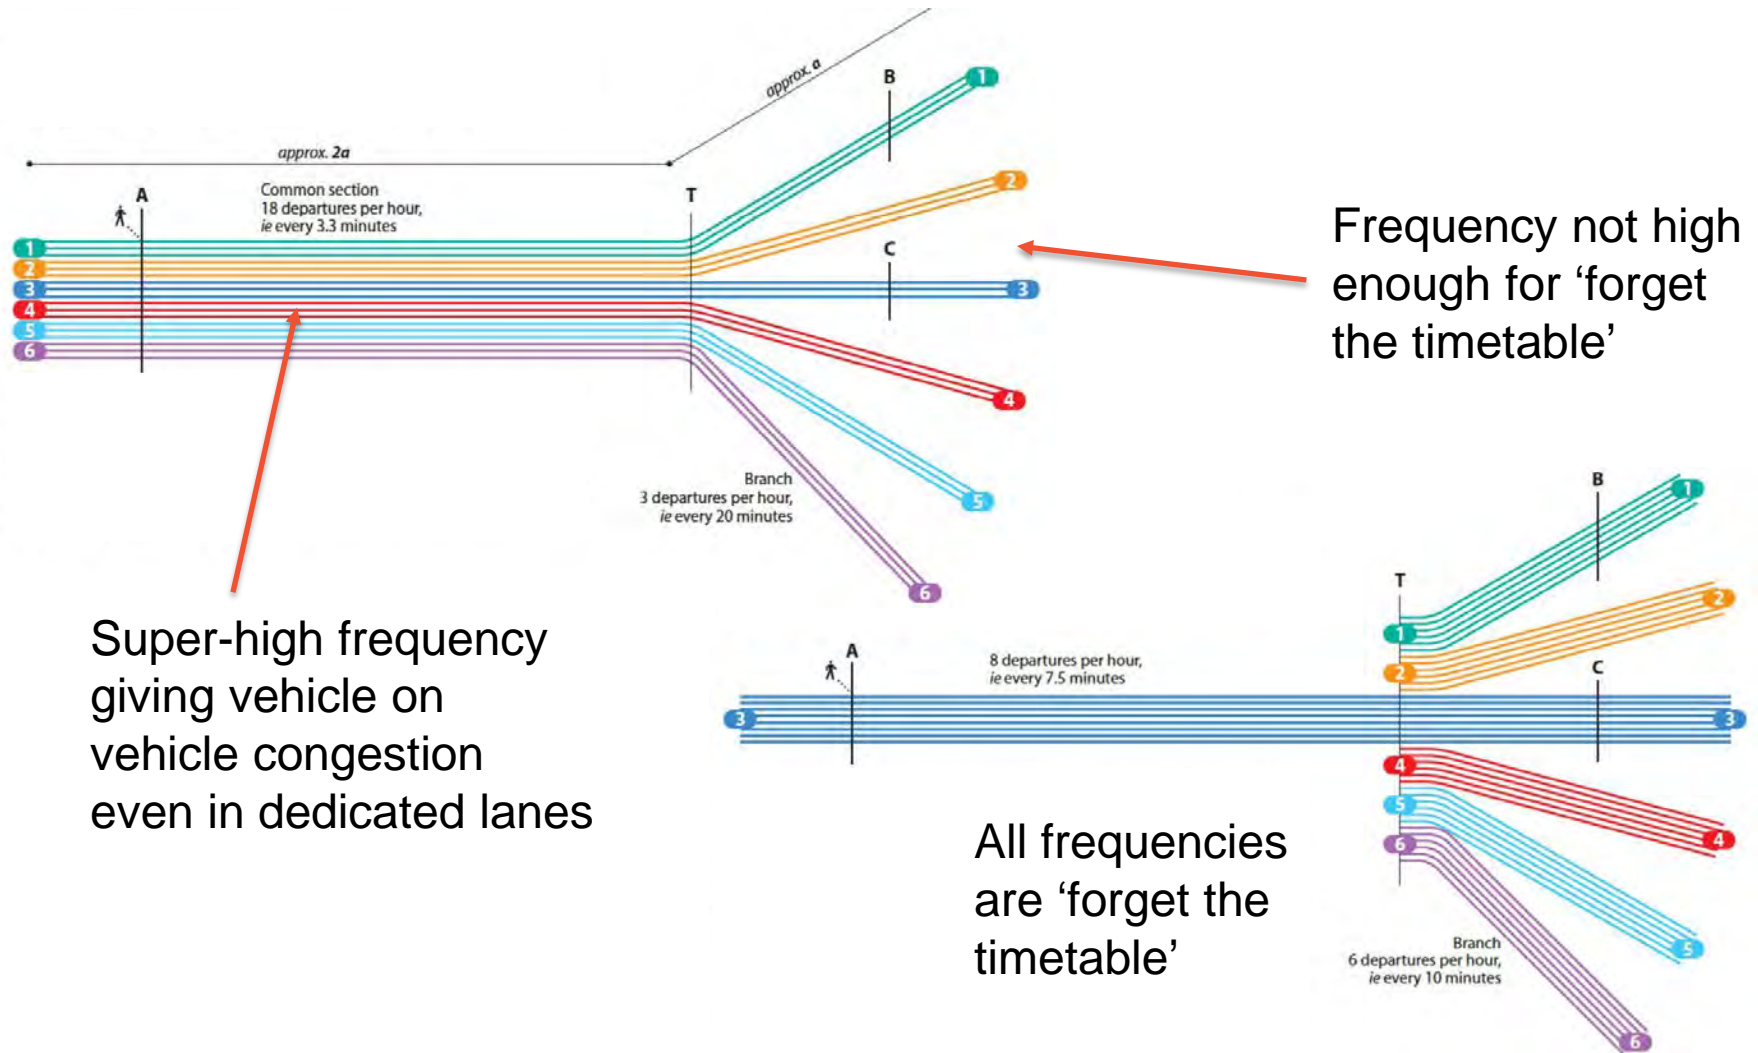 approx. a
B
1
approx. 2a
2
A
Common section
18 departures per hour,
ie every 3.3 minutes
T
Frequency not high
enough for ‘forget
the timetable’
1
2
3
4
5
6
C
3
4
Branch
3 departures per hour,
ie every 20 minutes
5
6
Super-high frequency
giving vehicle on
vehicle congestion
even in dedicated lanes
B
1
T
2
1
A
8 departures per hour,
ie every 7.5 minutes
2
C
3
3
4
5
6
4
All frequencies
are ‘forget the
timetable’
Branch
6 departures per hour,
ie every 10 minutes
5
6